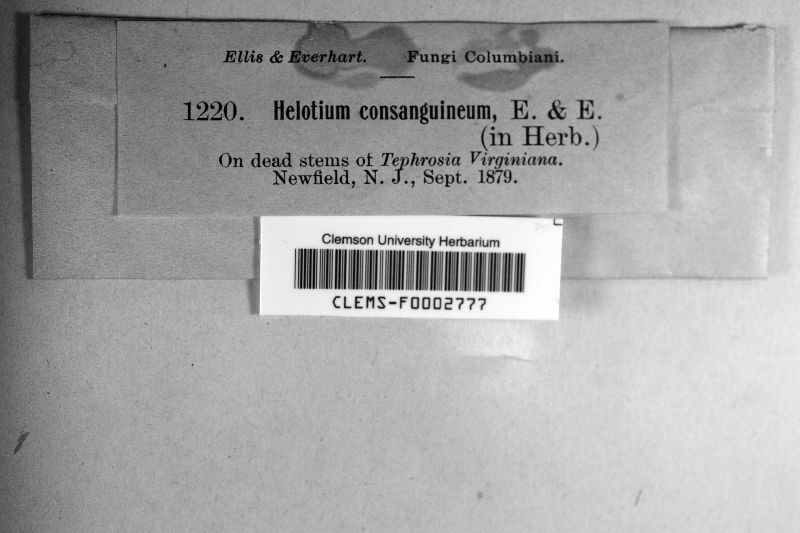 Ellis & Everhart. Fungi Columbiani.
1220. Helotium consanguineum, E. & E.
(in Herb.)
On dead stems of Tephrosia Virginiana.
Newfield, N. J., Sept. 1879.
Clemson University Herbarium
CLEMS-F0002777